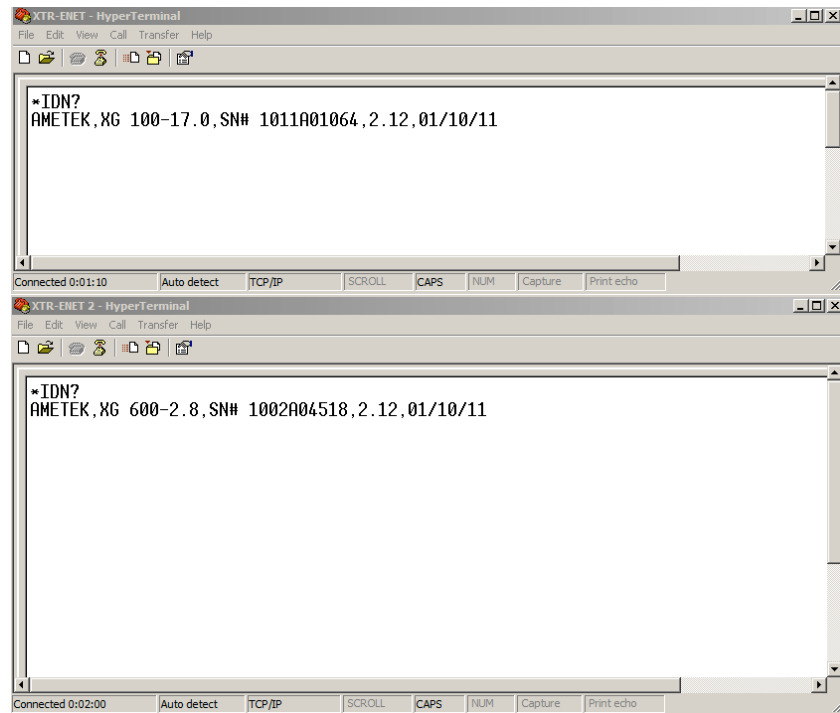 XTR-ENET - HyperTerminal
File Edit View Call Transfer Help
*IDN?
AMETEK,XG 100-17.0,SN# 1011A01064,2.12,01/10/11
Connected 0:01:10 Auto detect TCP/IP SCROLL CAPS NUM Capture Print echo
XTR-ENET 2 - HyperTerminal
File Edit View Call Transfer Help
*IDN?
AMETEK,XG 600-2.8,SN# 1002A04518,2.12,01/10/11
Connected 0:02:00 Auto detect TCP/IP SCROLL CAPS NUM Capture Print echo